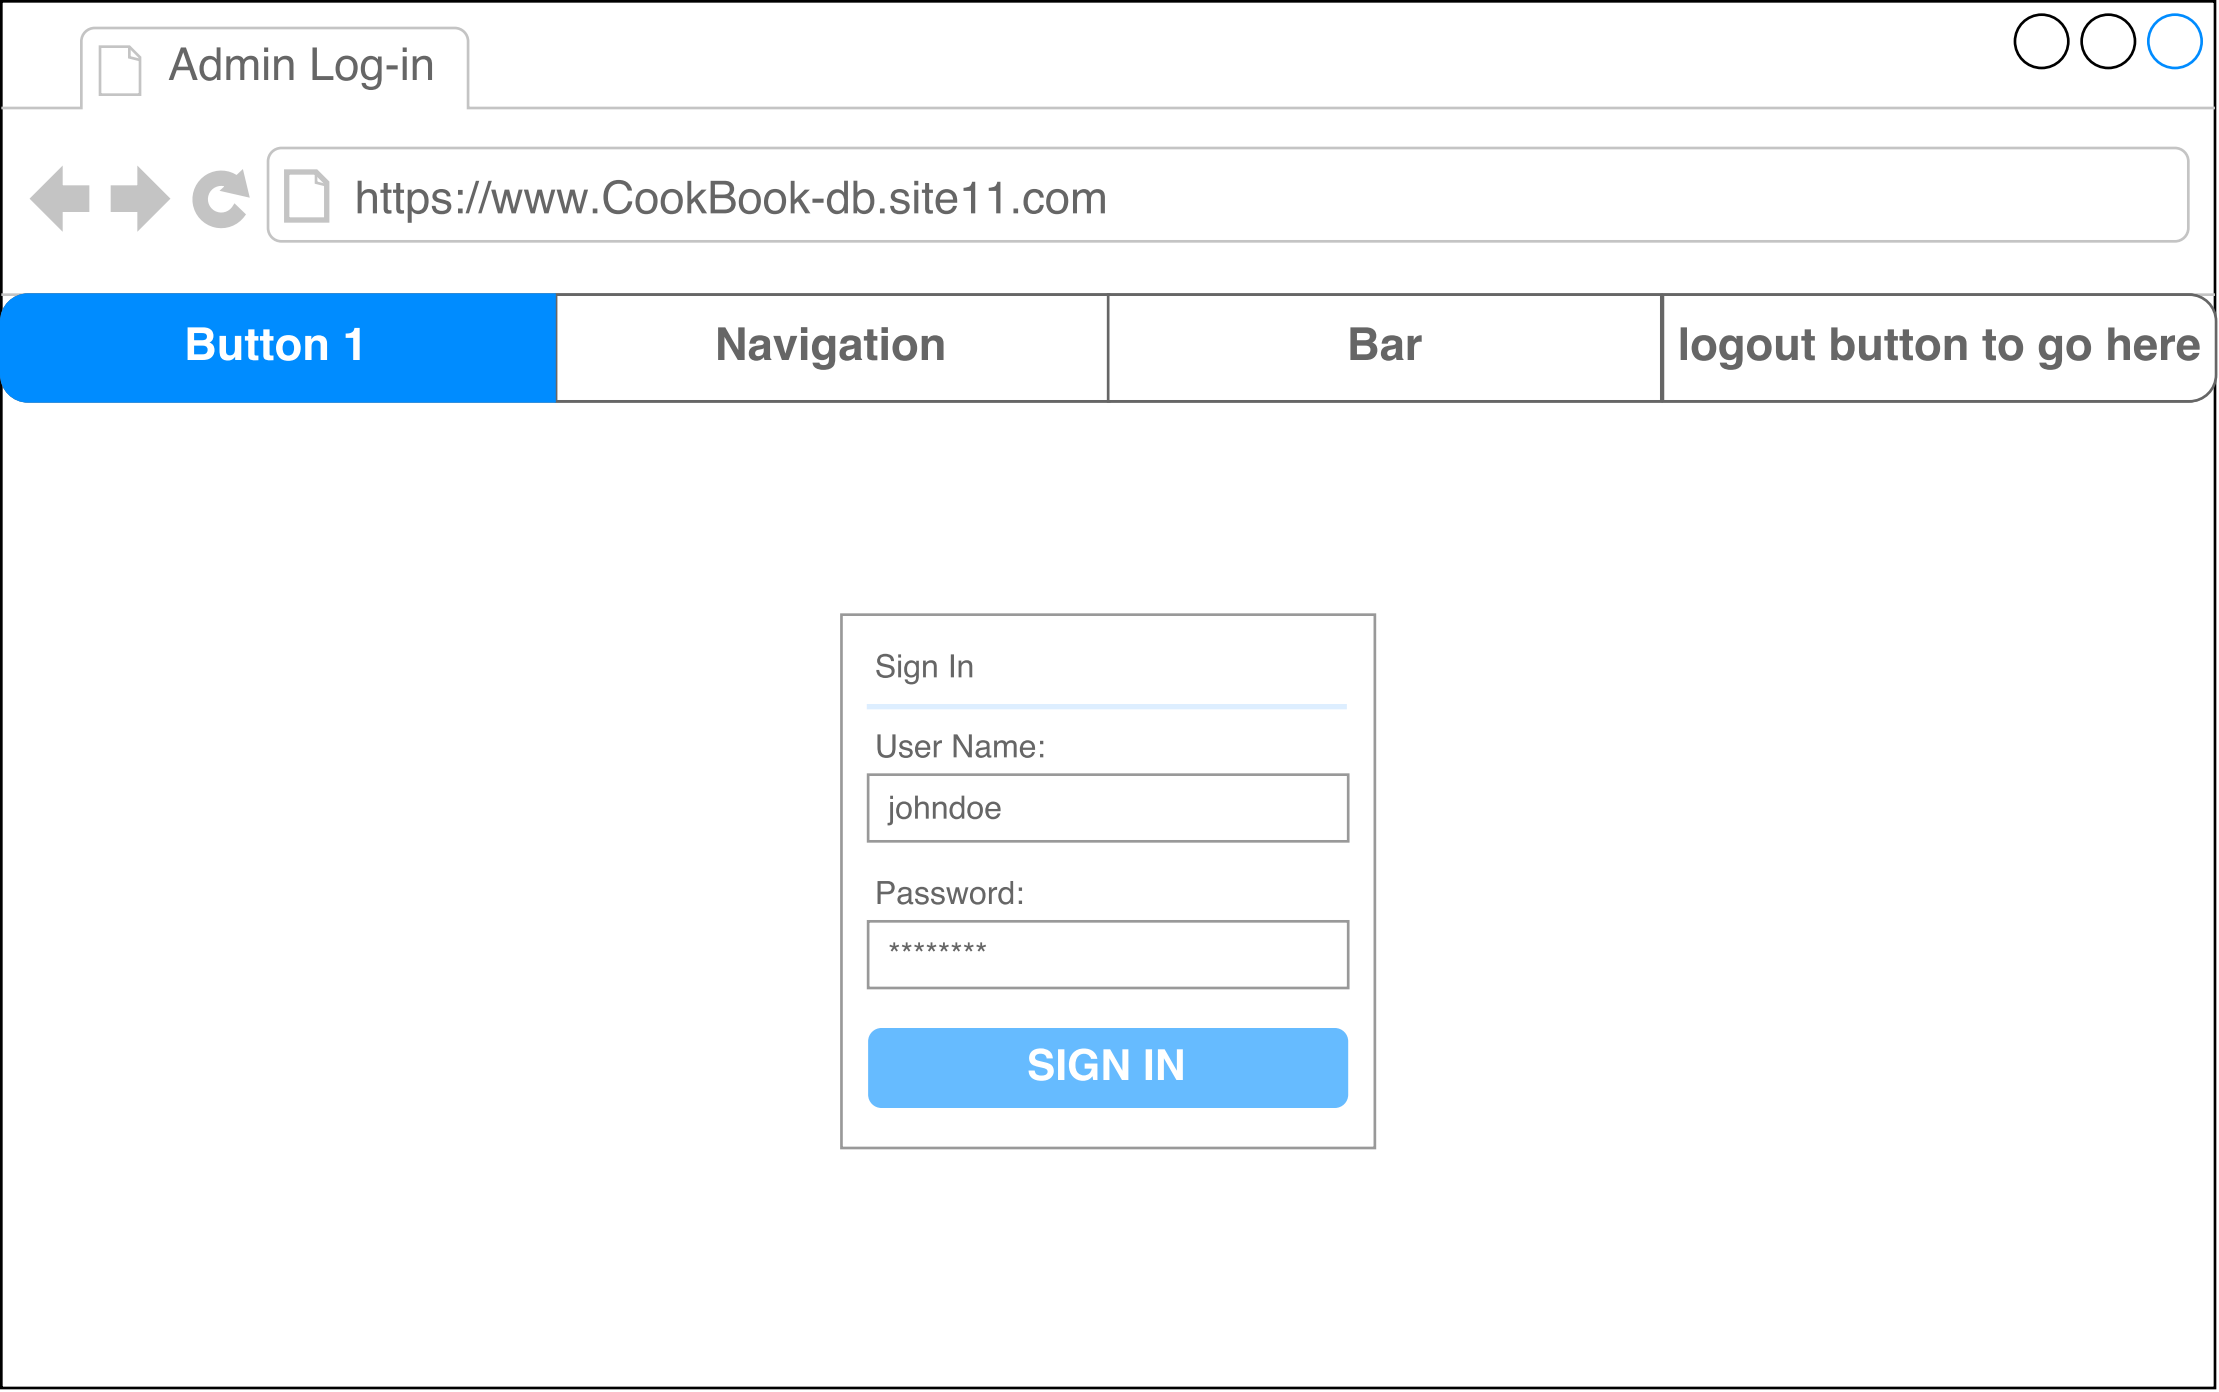 Admin Log-in
https://www.CookBook-db.site11.com
Button 1
Navigation
Bar
logout button to go here
Sign In
User Name:
johndoe
Password:
********
SIGN IN